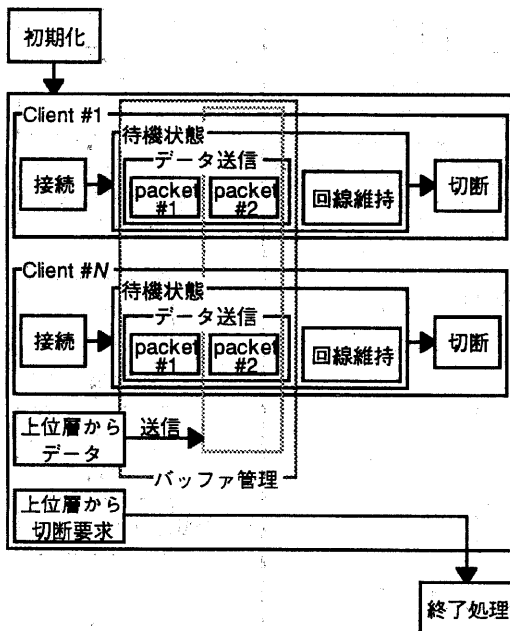 初期化
Client #1
待機状態
データ送信
接続
packet
#1
packet
#2
回線維持
切断
Client #N
待機状態
データ送信
接続
packet
#1
packet
#2
回線維持
切断
上位層から
データ
送信
バッファ管理
上位層から
切断要求
終了処理